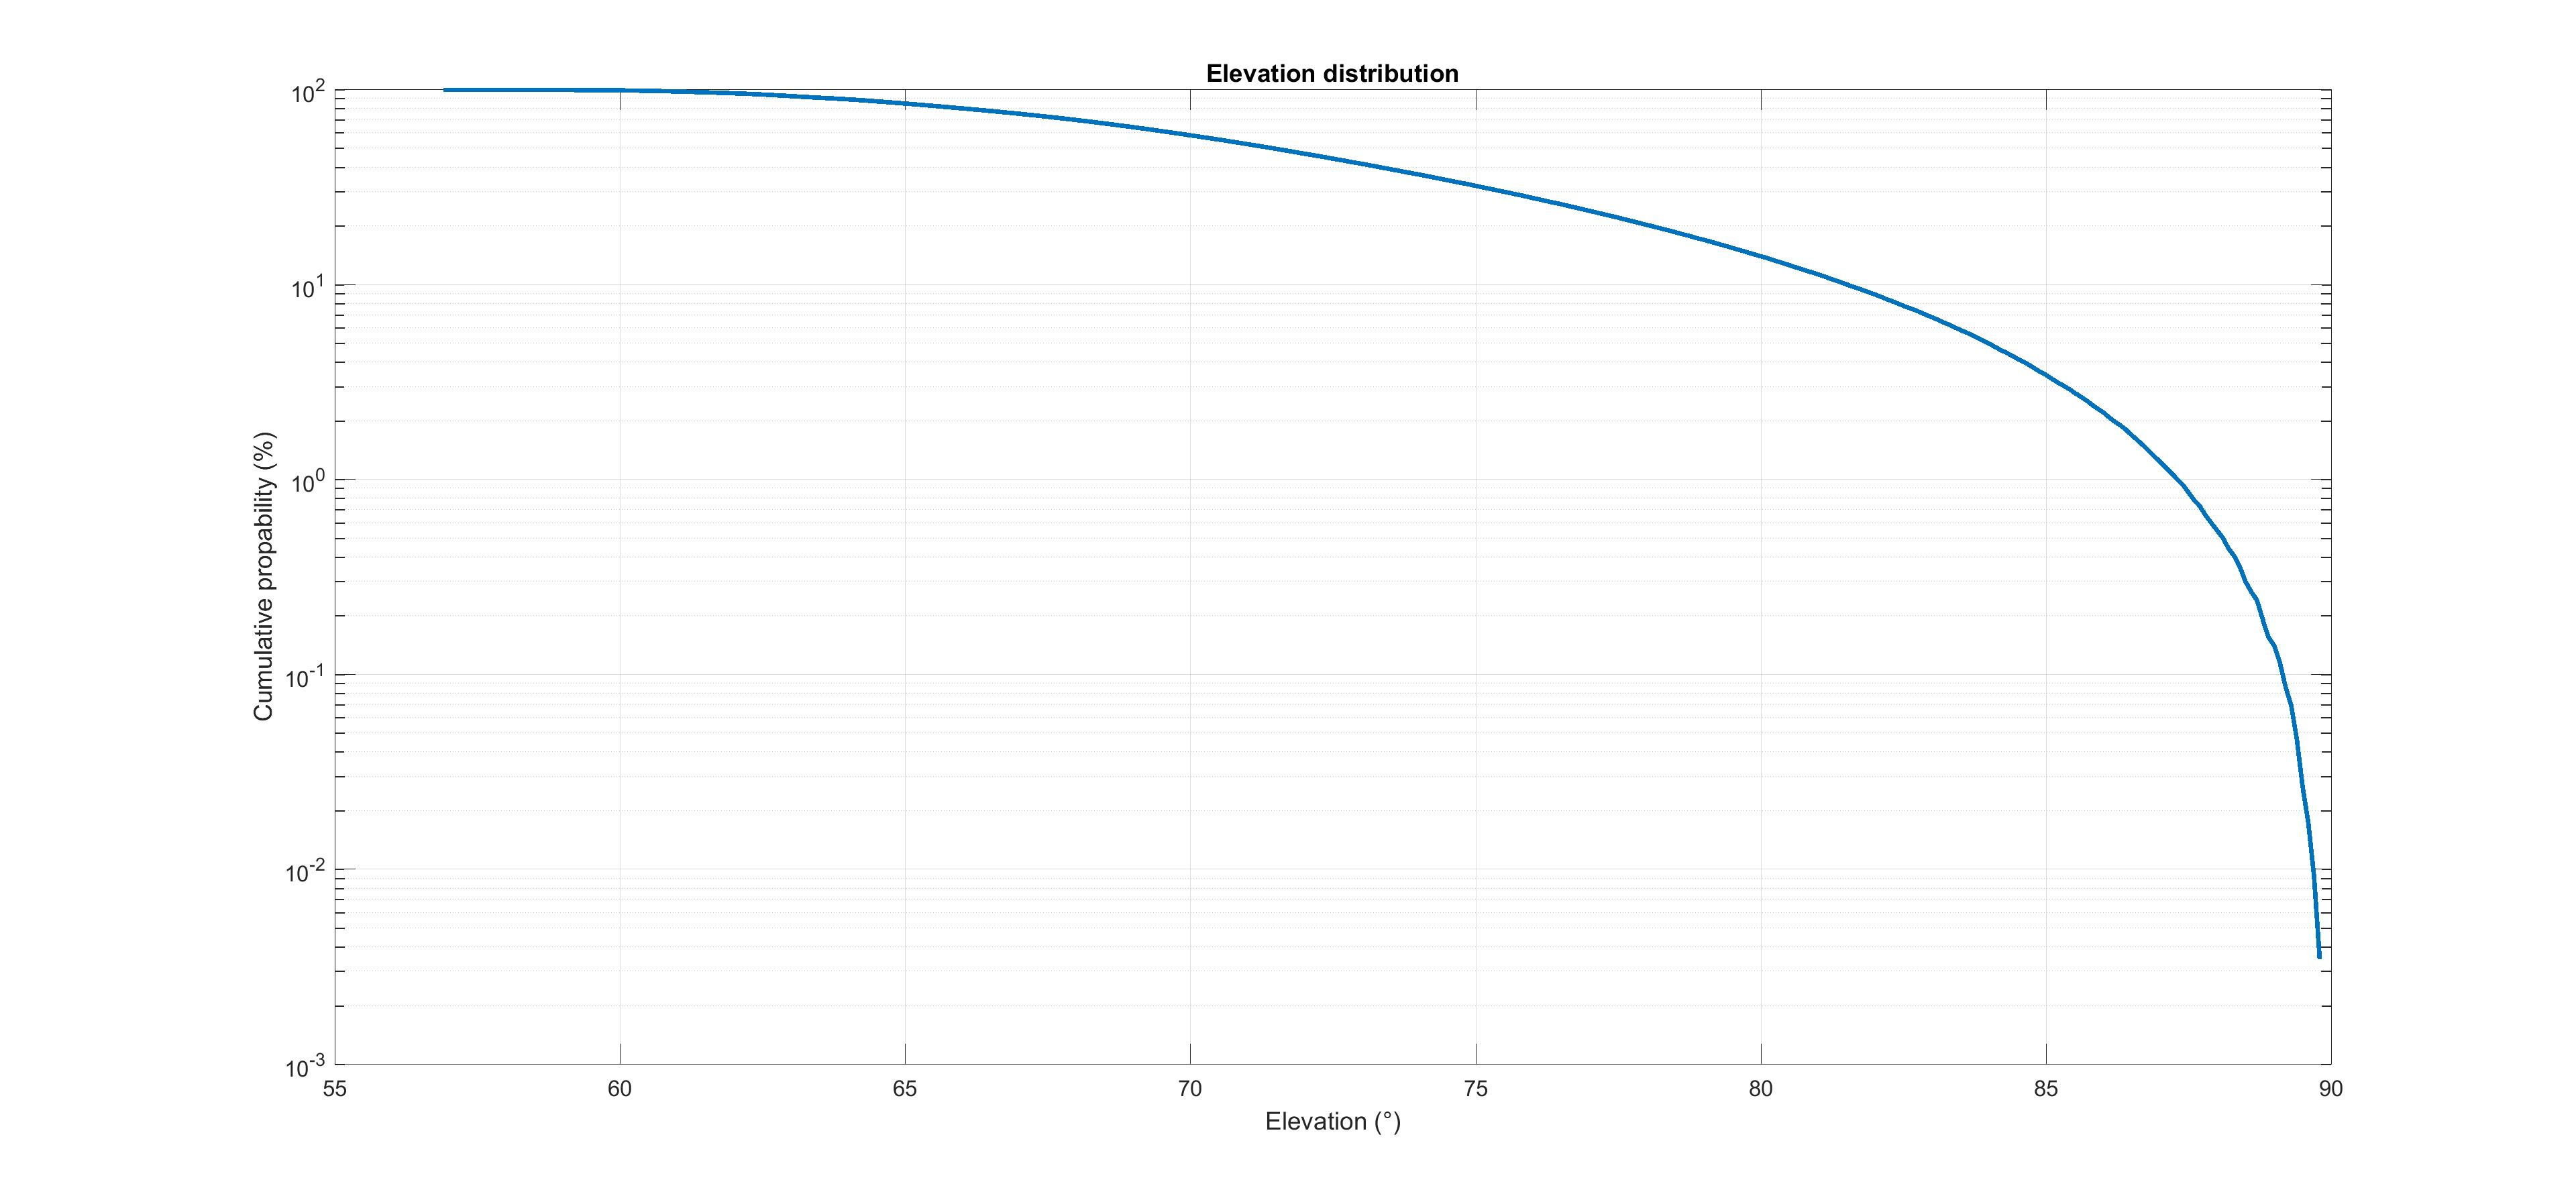 Elevation distribution
10^2
10^1
10^0
10^-1
10^-2
10^-3
Cumulative propability (%)
55 60 65 70 75 80 85 90
Elevation (°)